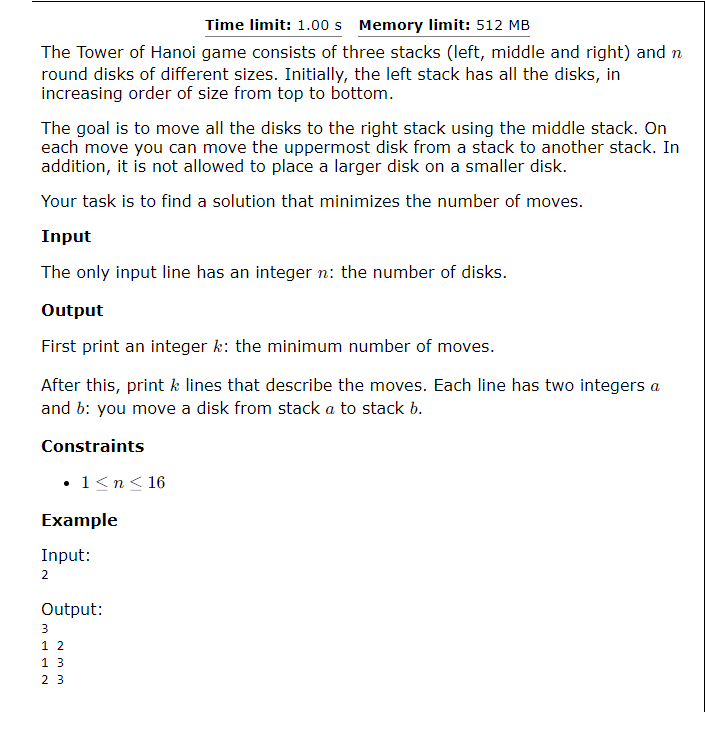 Time limit: 1.00 s Memory limit: 512 MB
The Tower of Hanoi game consists of three stacks (left, middle and right) and n
round disks of different sizes. Initially, the left stack has all the disks, in
increasing order of size from top to bottom.
The goal is to move all the disks to the right stack using the middle stack. On
each move you can move the uppermost disk from a stack to another stack. In
addition, it is not allowed to place a larger disk on a smaller disk.
Your task is to find a solution that minimizes the number of moves.
Input
The only input line has an integer n: the number of disks.
Output
First print an integer k: the minimum number of moves.
After this, print k lines that describe the moves. Each line has two integers a
and b: you move a disk from stack a to stack b.
Constraints
• 1 ≤ n ≤ 16
Example
Input:
2
Output:
3
1 2
1 3
2 3